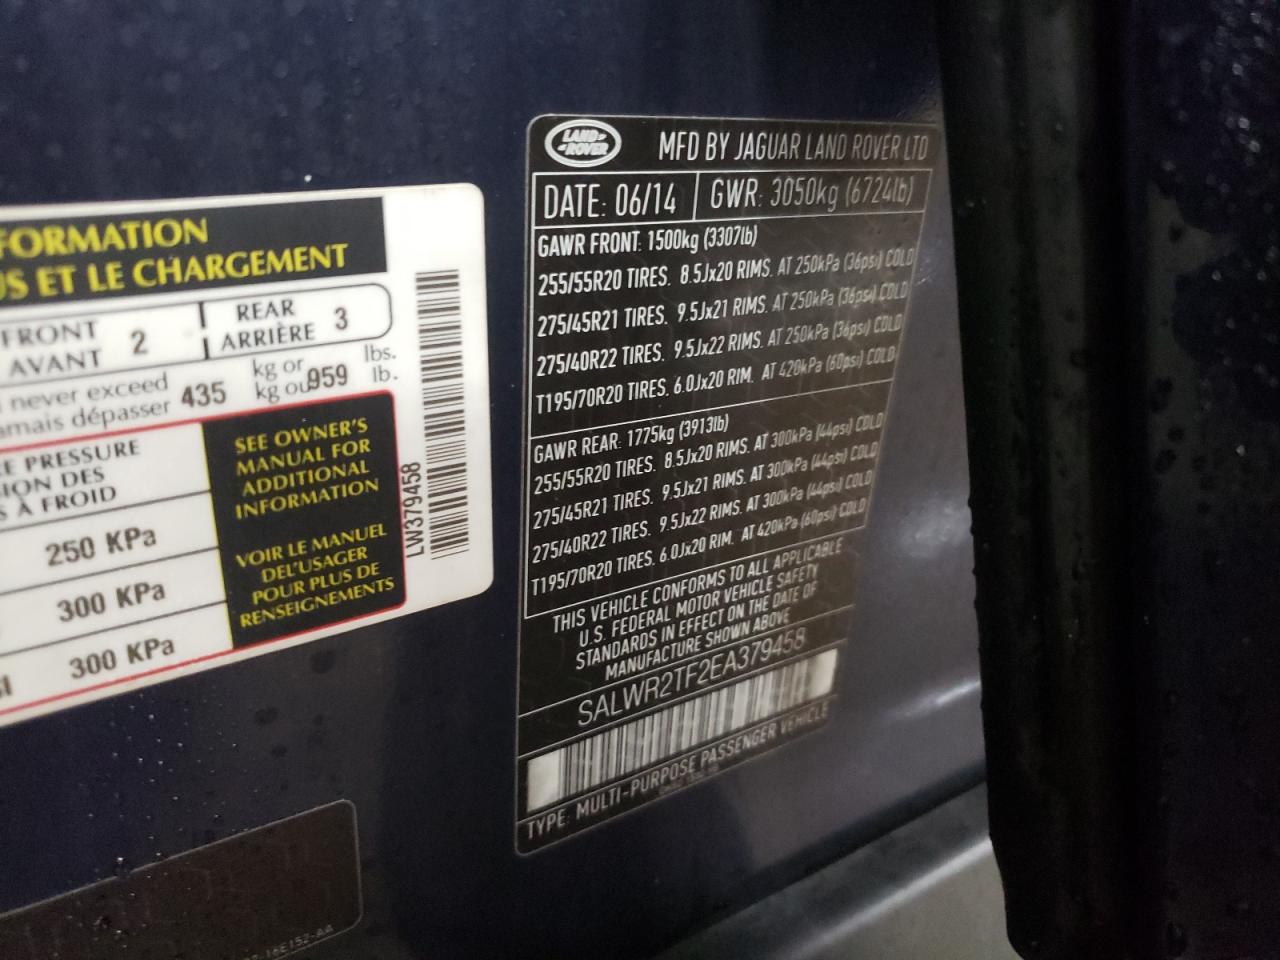 FORMATION
US ET LE CHARGEMENT
FRONT
AVANT 2
REAR
ARRIÈRE 3
never exceed
amais dépasser 435
kg or
kg ou
959
lbs.
lb.
E PRESSURE
SION DES
S À FROID
250 KPa
300 KPa
300 KPa
SEE OWNER'S
MANUAL FOR
ADDITIONAL
INFORMATION
VOIR LE MANUEL
DEL'USAGER
POUR PLUS DE
RENSEIGNEMENTS
LW379458
LAND
ROVER
MFD BY JAGUAR LAND ROVER LTD
DATE: 06/14
GWR: 3050kg (6724lb)
GAWR FRONT: 1500kg (3307lb)
255/55R20 TIRES. 8.5Jx20 RIMS. AT 250kPa (36psi) COLD
275/45R21 TIRES. 9.5Jx21 RIMS. AT 250kPa (36psi) COLD
275/40R22 TIRES. 9.5Jx22 RIMS. AT 250kPa (36psi) COLD
T195/70R20 TIRES. 6.0Jx20 RIM. AT 420kPa (60psi) COLD
GAWR REAR: 1775kg (3913lb)
255/55R20 TIRES. 8.5Jx20 RIMS. AT 300kPa (44psi) COLD
275/45R21 TIRES. 9.5Jx21 RIMS. AT 300kPa (44psi) COLD
275/40R22 TIRES. 9.5Jx22 RIMS. AT 300kPa (44psi) COLD
T195/70R20 TIRES. 6.0Jx20 RIM. AT 420kPa (60psi) COLD
THIS VEHICLE CONFORMS TO ALL APPLICABLE
U.S. FEDERAL MOTOR VEHICLE SAFETY
STANDARDS IN EFFECT ON THE DATE OF
MANUFACTURE SHOWN ABOVE
SALWR2TF2EA379458
TYPE: MULTI-PURPOSE PASSENGER VEHICLE